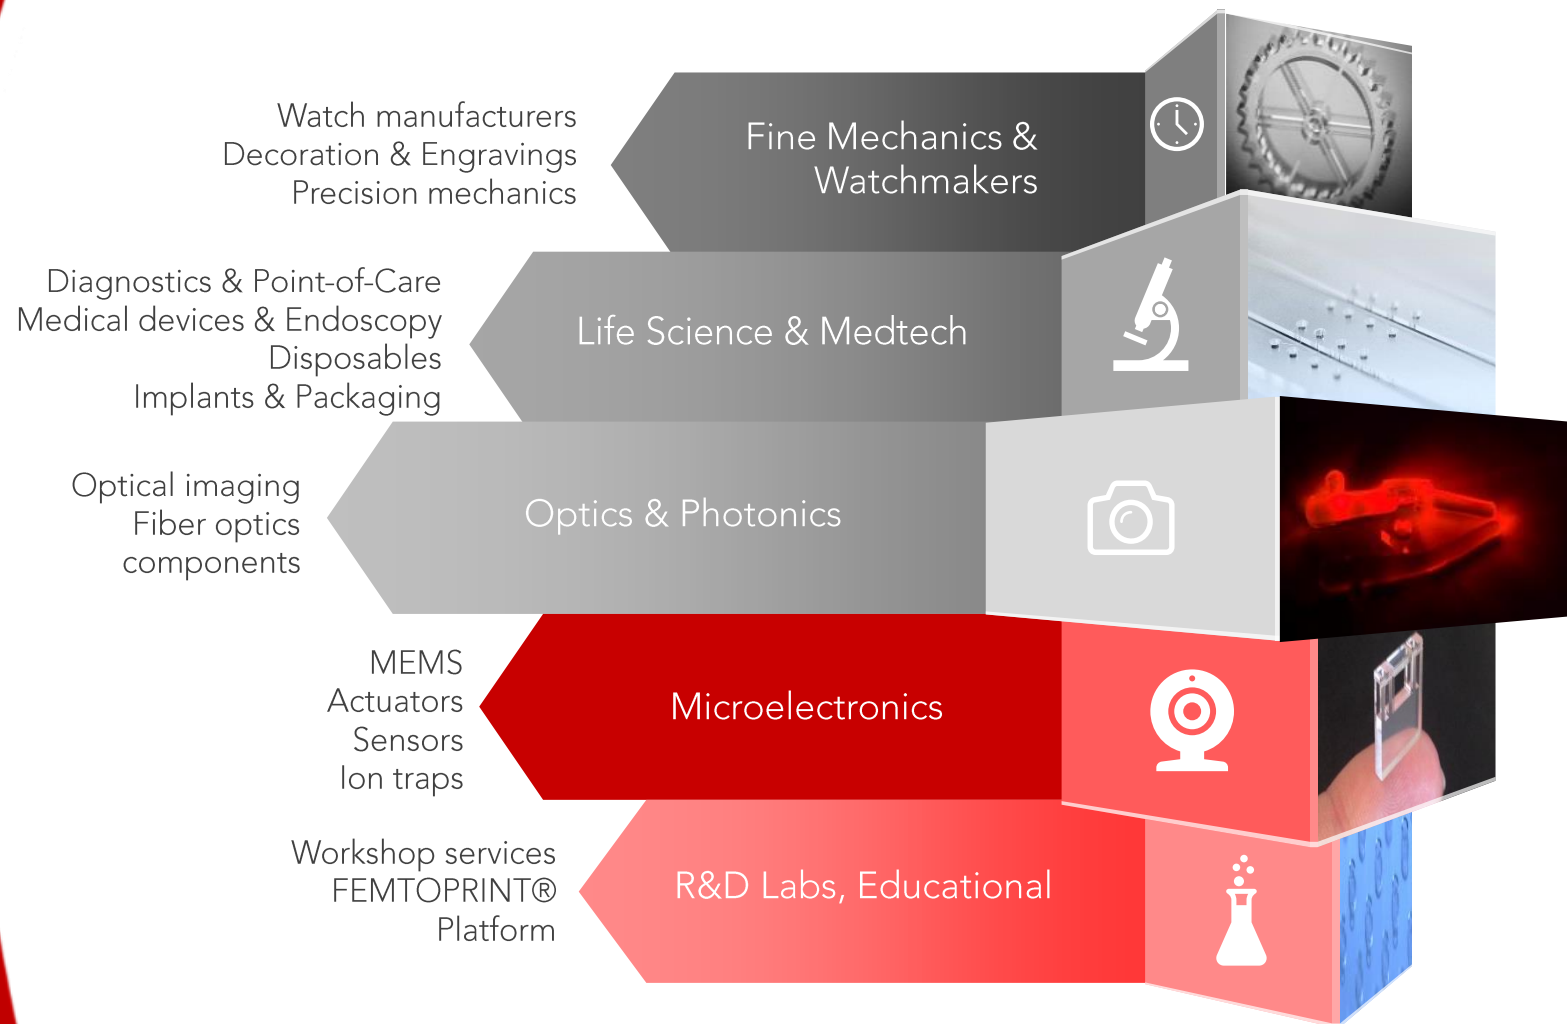 Watch manufacturers
Decoration & Engravings
Precision mechanics
Fine Mechanics &
Watchmakers
Diagnostics & Point-of-Care
Medical devices & Endoscopy
Disposables
Implants & Packaging
Life Science & Medtech
Optical imaging
Fiber optics
components
Optics & Photonics
MEMS
Actuators
Sensors
Ion traps
Microelectronics
Workshop services
FEMTOPRINT®
Platform
R&D Labs, Educational